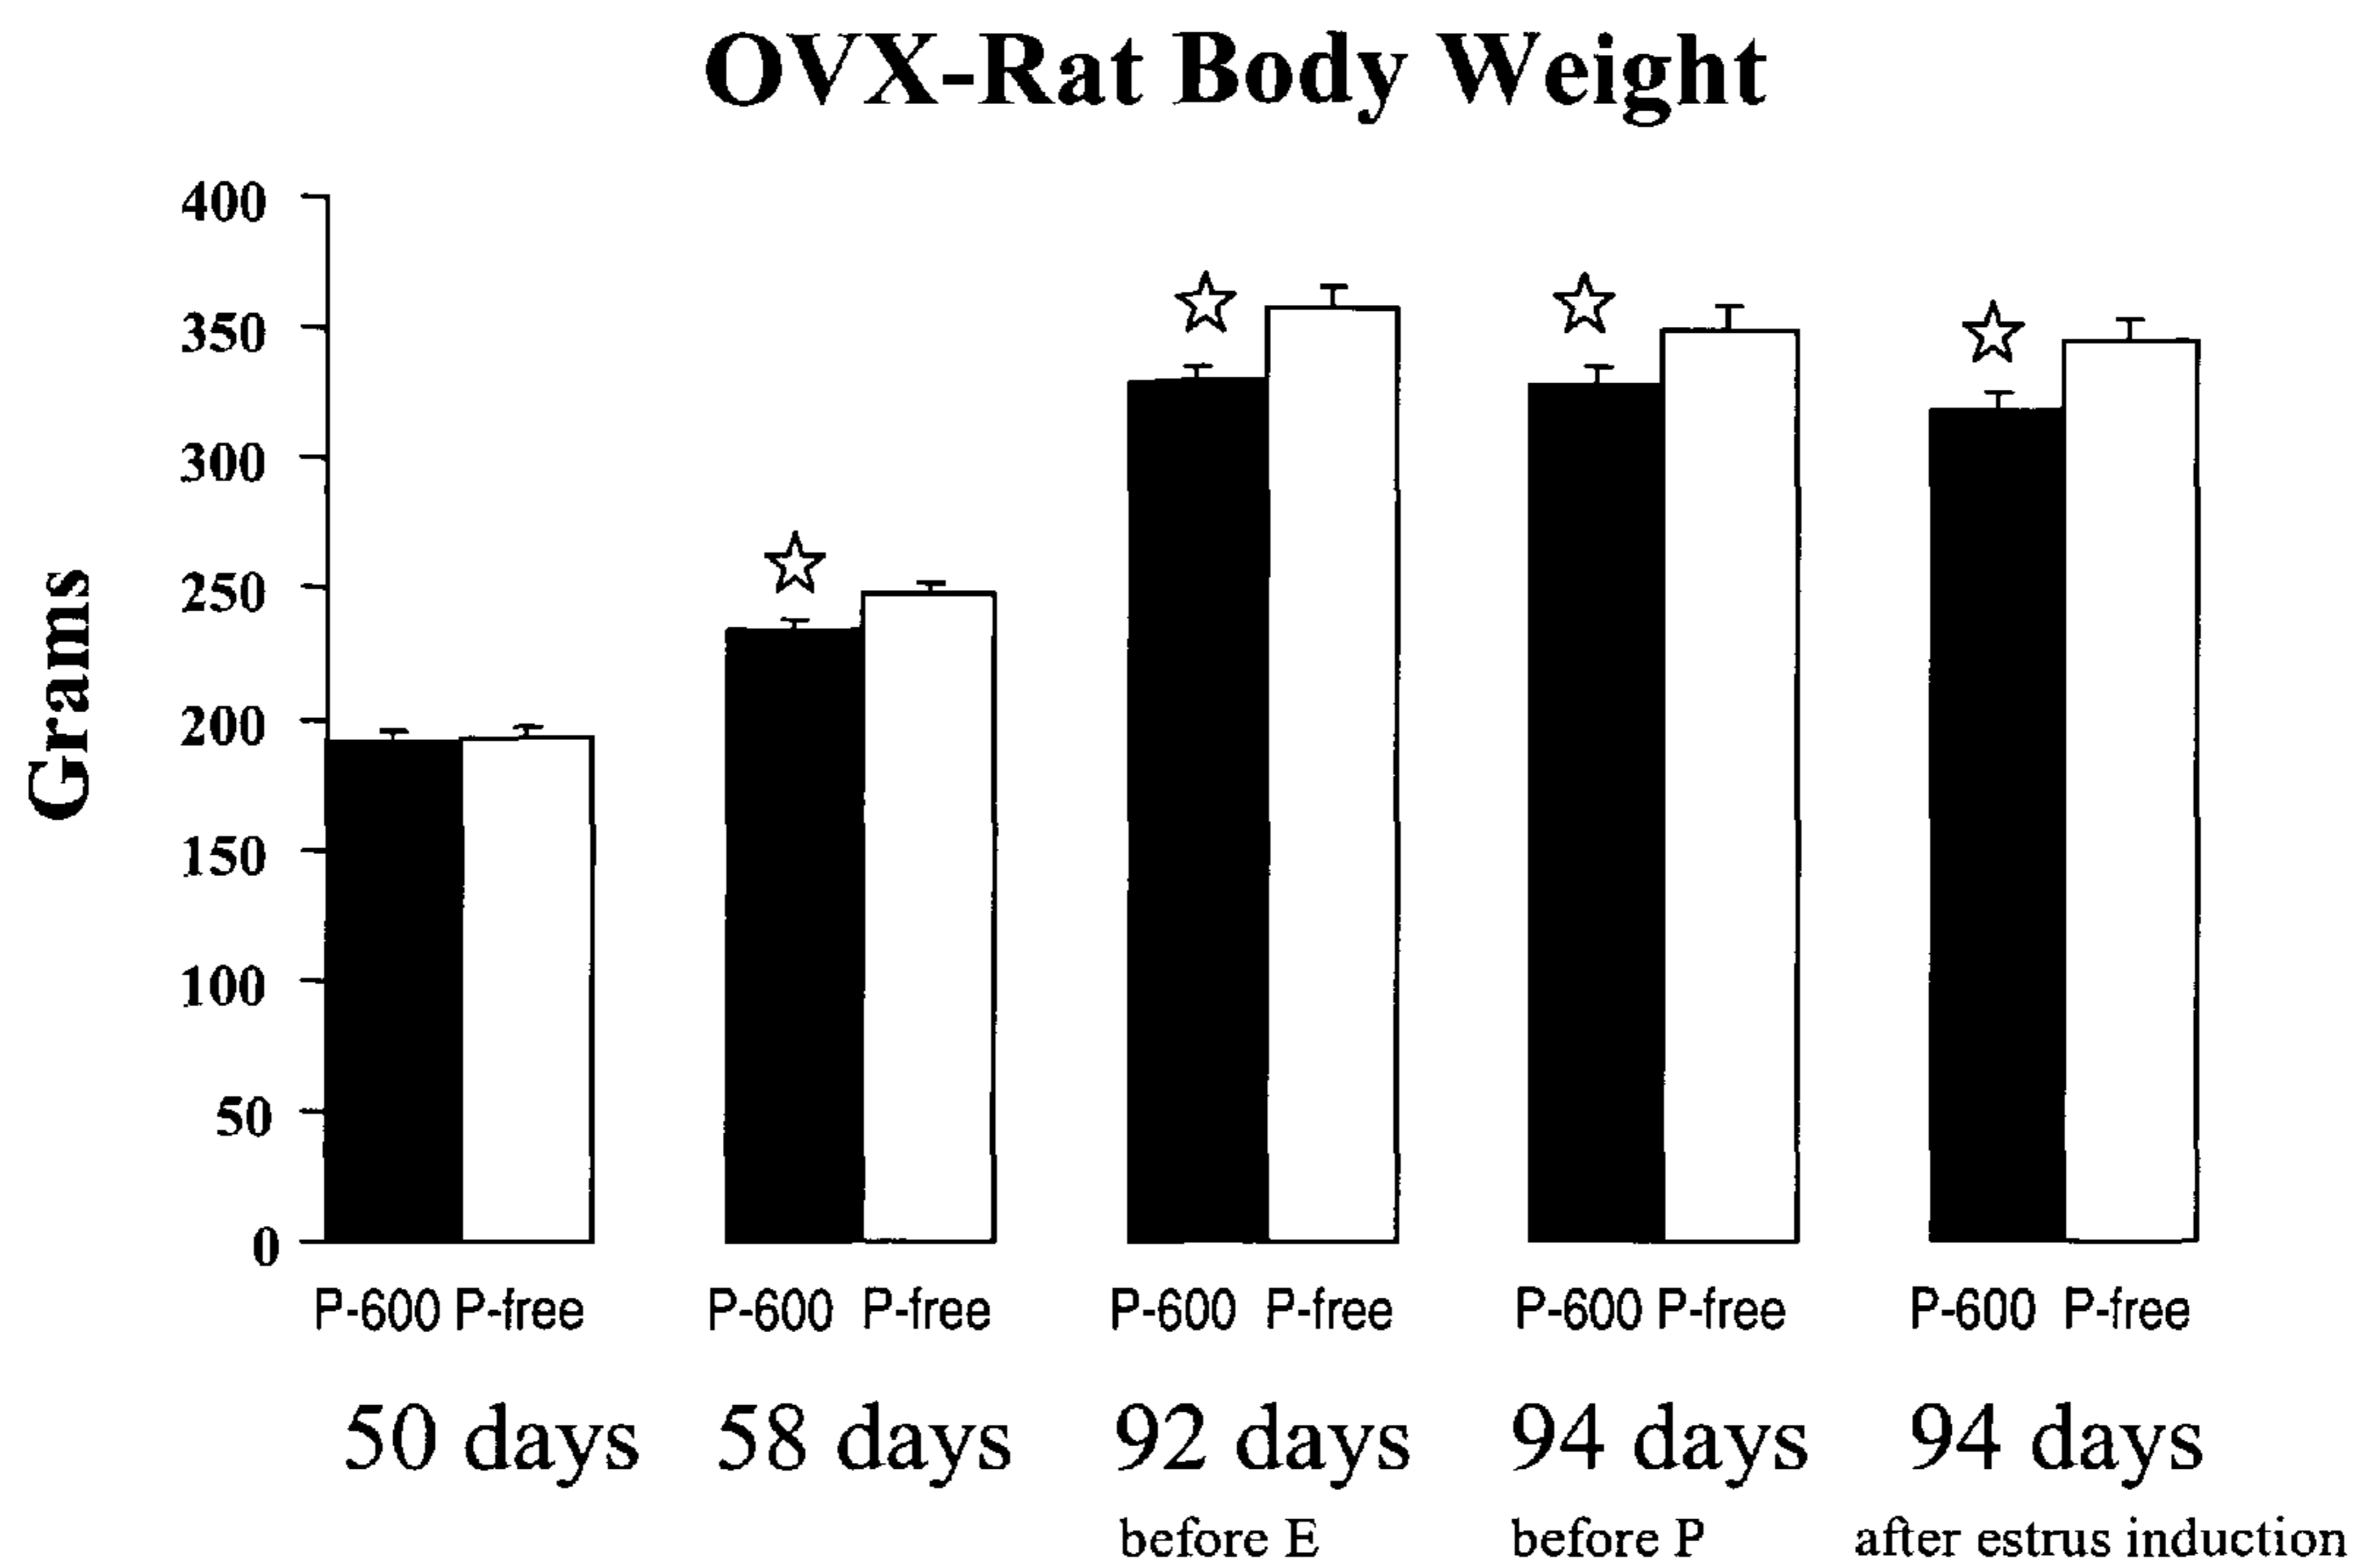 OVX-Rat Body Weight
Grams
400
350
300
250
200
150
100
50
0
P-600 P-free P-600 P-free P-600 P-free P-600 P-free P-600 P-free
50 days 58 days 92 days 94 days 94 days
before E before P after estrus induction